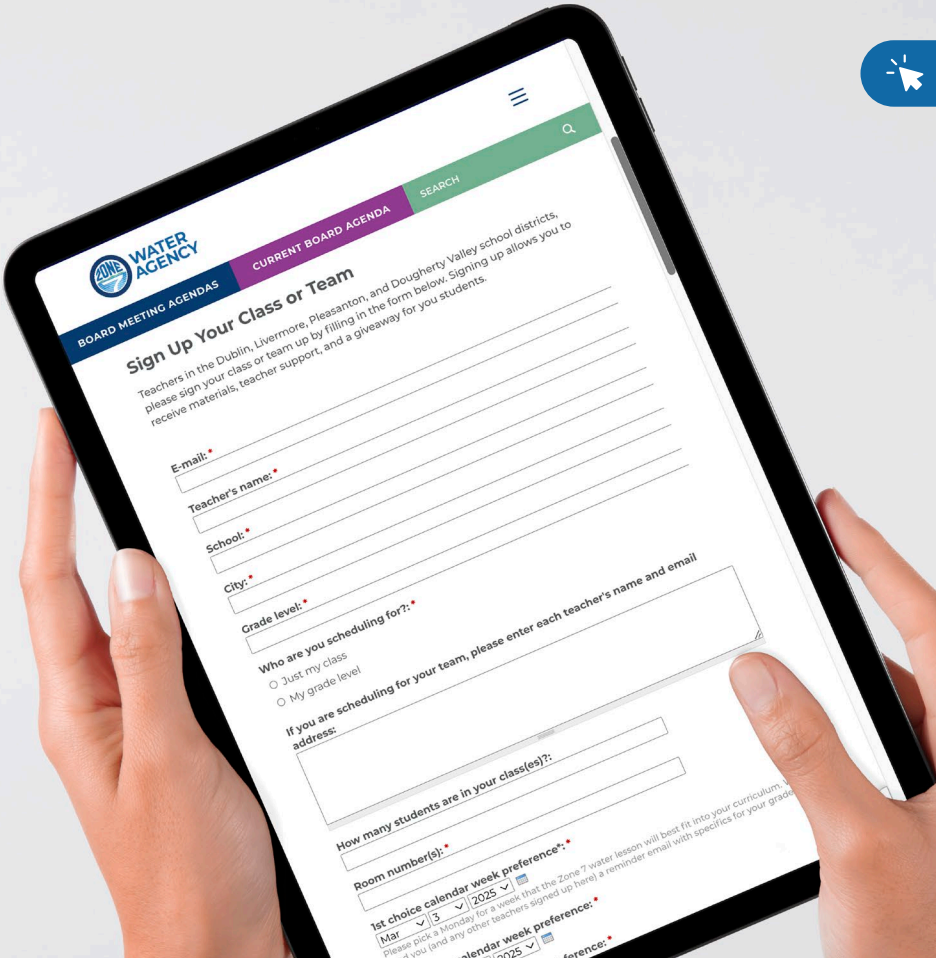 ZONE 7
WATER
AGENCY
BOARD MEETING AGENDAS
CURRENT BOARD AGENDA
SEARCH
Sign Up Your Class or Team
Teachers in the Dublin, Livermore, Pleasanton, and Dougherty Valley school districts,
please sign your class or team up by filling in the form below. Signing up allows you to
receive materials, teacher support, and a giveaway for you students.
E-mail: *
Teacher's name: *
School: *
City: *
Grade level: *
Who are you scheduling for?: *
Just my class
My grade level
If you are scheduling for your team, please enter each teacher's name and email
address:
How many students are in your class(es)?:
Room number(s): *
1st choice calendar week preference*: *
Mar 3 2025
Please pick a Monday for a week that the Zone 7 water lesson will best fit into your curriculum.
you (and any other teachers signed up here) a reminder email with specifics for your grade
calendar week preference: *
2025